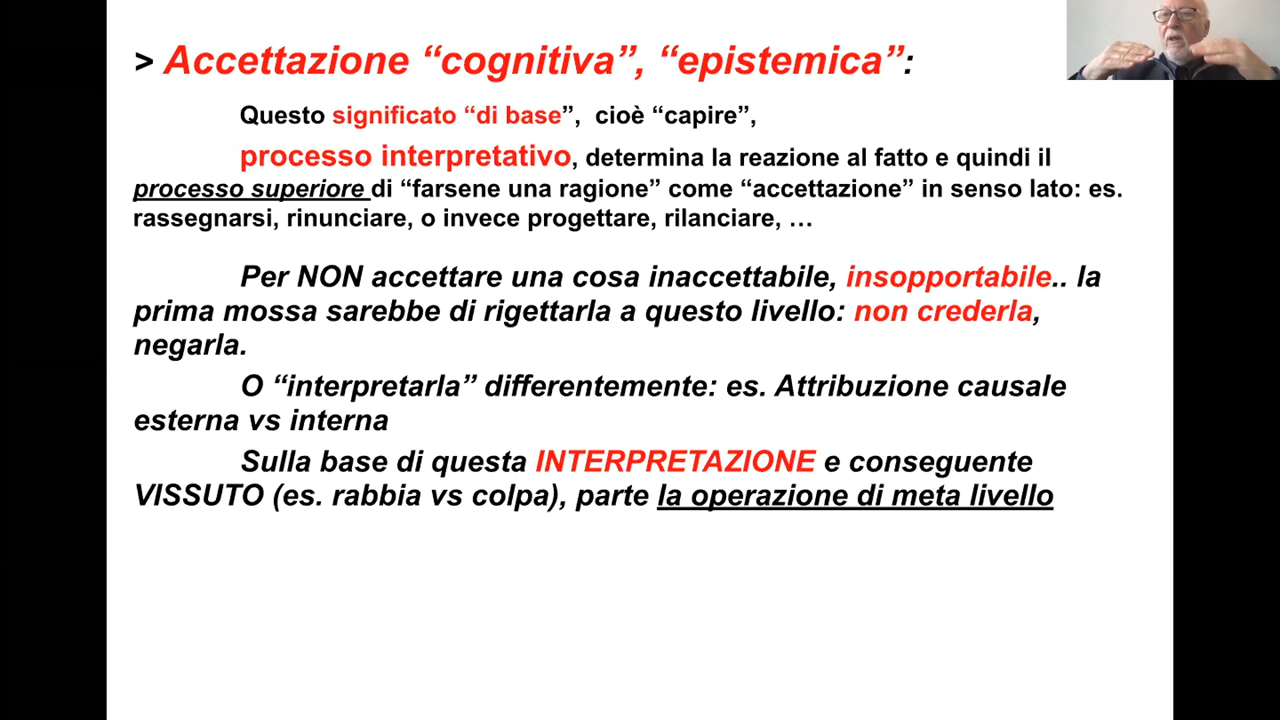 > Accettazione “cognitiva”, “epistemica”:
Questo significato “di base”, cioè “capire”,
processo interpretativo, determina la reazione al fatto e quindi il
processo superiore di “farsene una ragione” come “accettazione” in senso lato: es.
rassegnarsi, rinunciare, o invece progettare, rilanciare, …
Per NON accettare una cosa inaccettabile, insopportabile.. la
prima mossa sarebbe di rigettarla a questo livello: non crederla,
negarla.
O “interpretarla” differentemente: es. Attribuzione causale
esterna vs interna
Sulla base di questa INTERPRETAZIONE e conseguente
VISSUTO (es. rabbia vs colpa), parte la operazione di meta livello